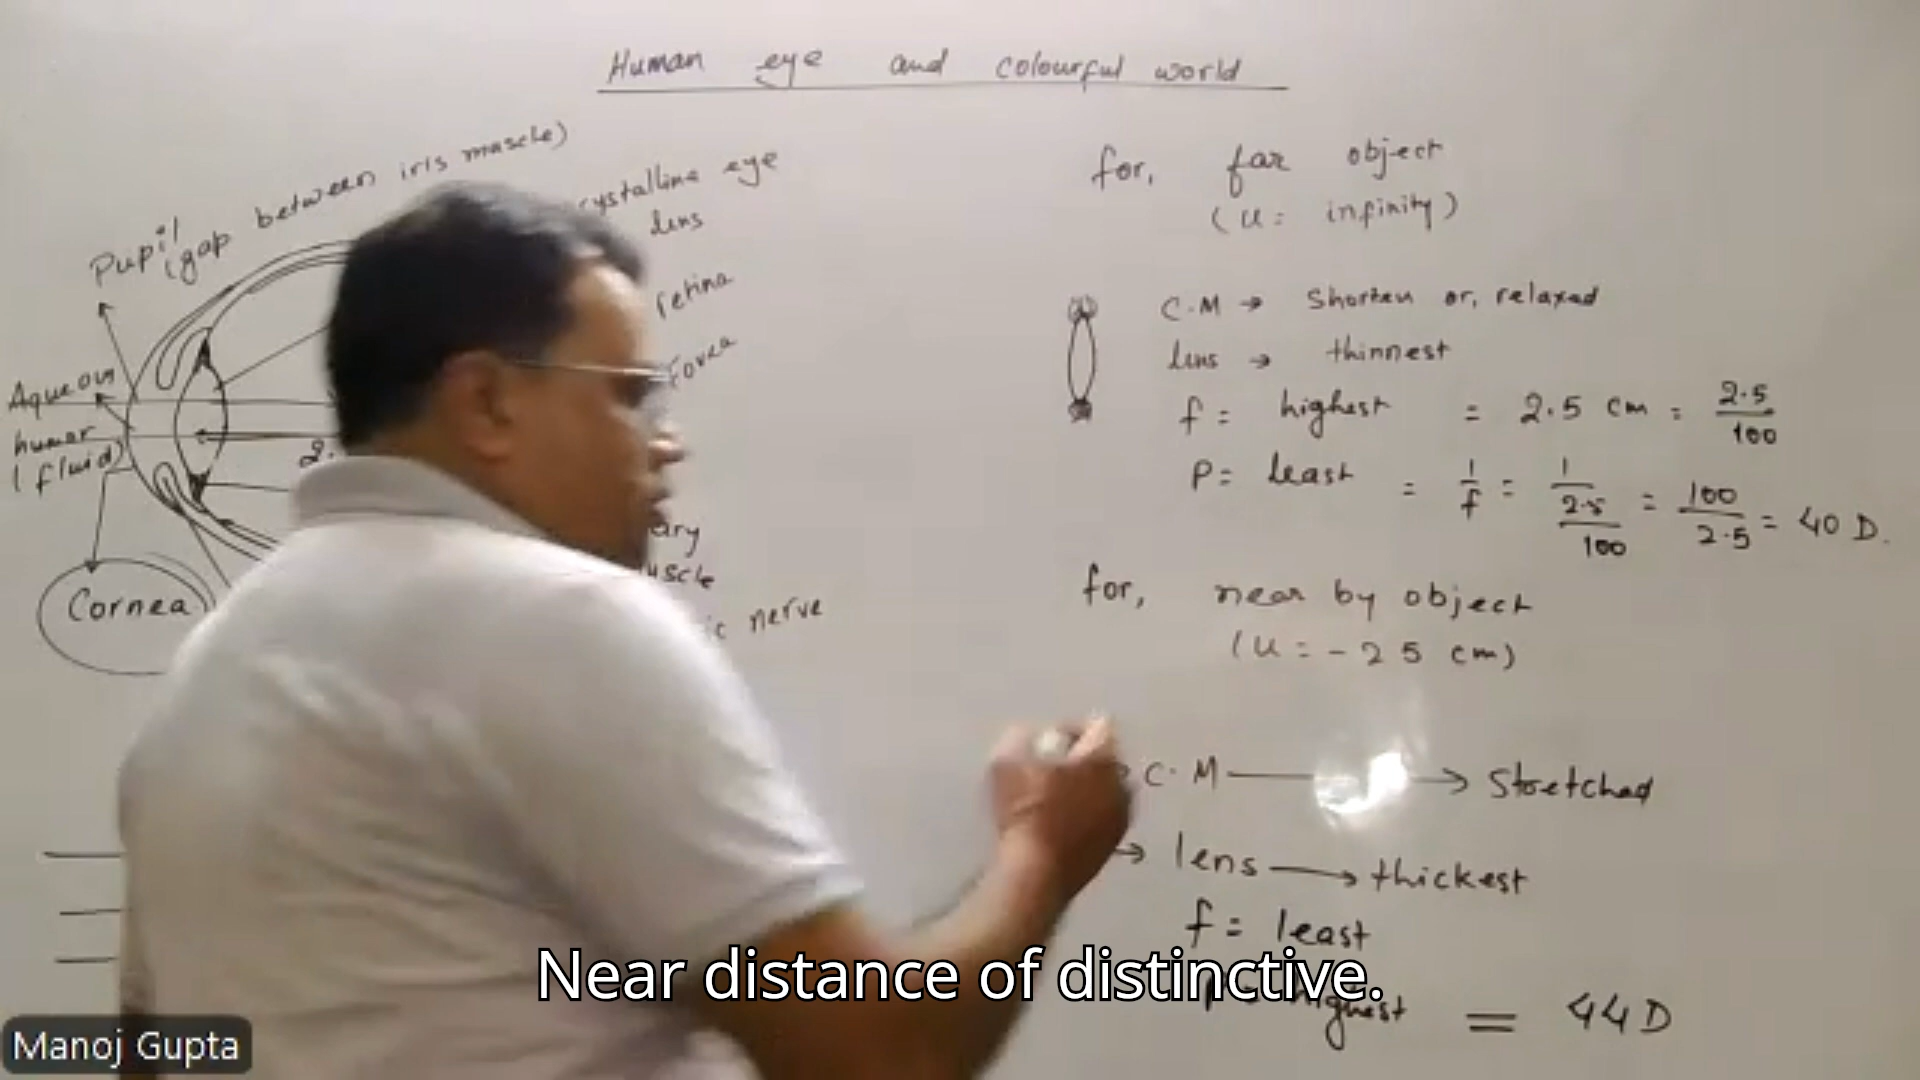 Human eye and colourful world
Pupil
(gap between iris muscle)
crystalline eye
lens
retina
Fovea
Aqueous
humor
(fluid)
2.
Cornea
ary
uscle
ic nerve
for, far object
(u = infinity)
C.M → shorten or, relaxed
lens → thinnest
f = highest = 2.5 cm = 2.5/100
P = least = 1/f = 1/2.5/100 = 100/2.5 = 40 D.
for, near by object
(u = -25 cm)
C.M → stretched
→ lens → thickest
f = least
highest = 44D
Near distance of distinctive.
Manoj Gupta